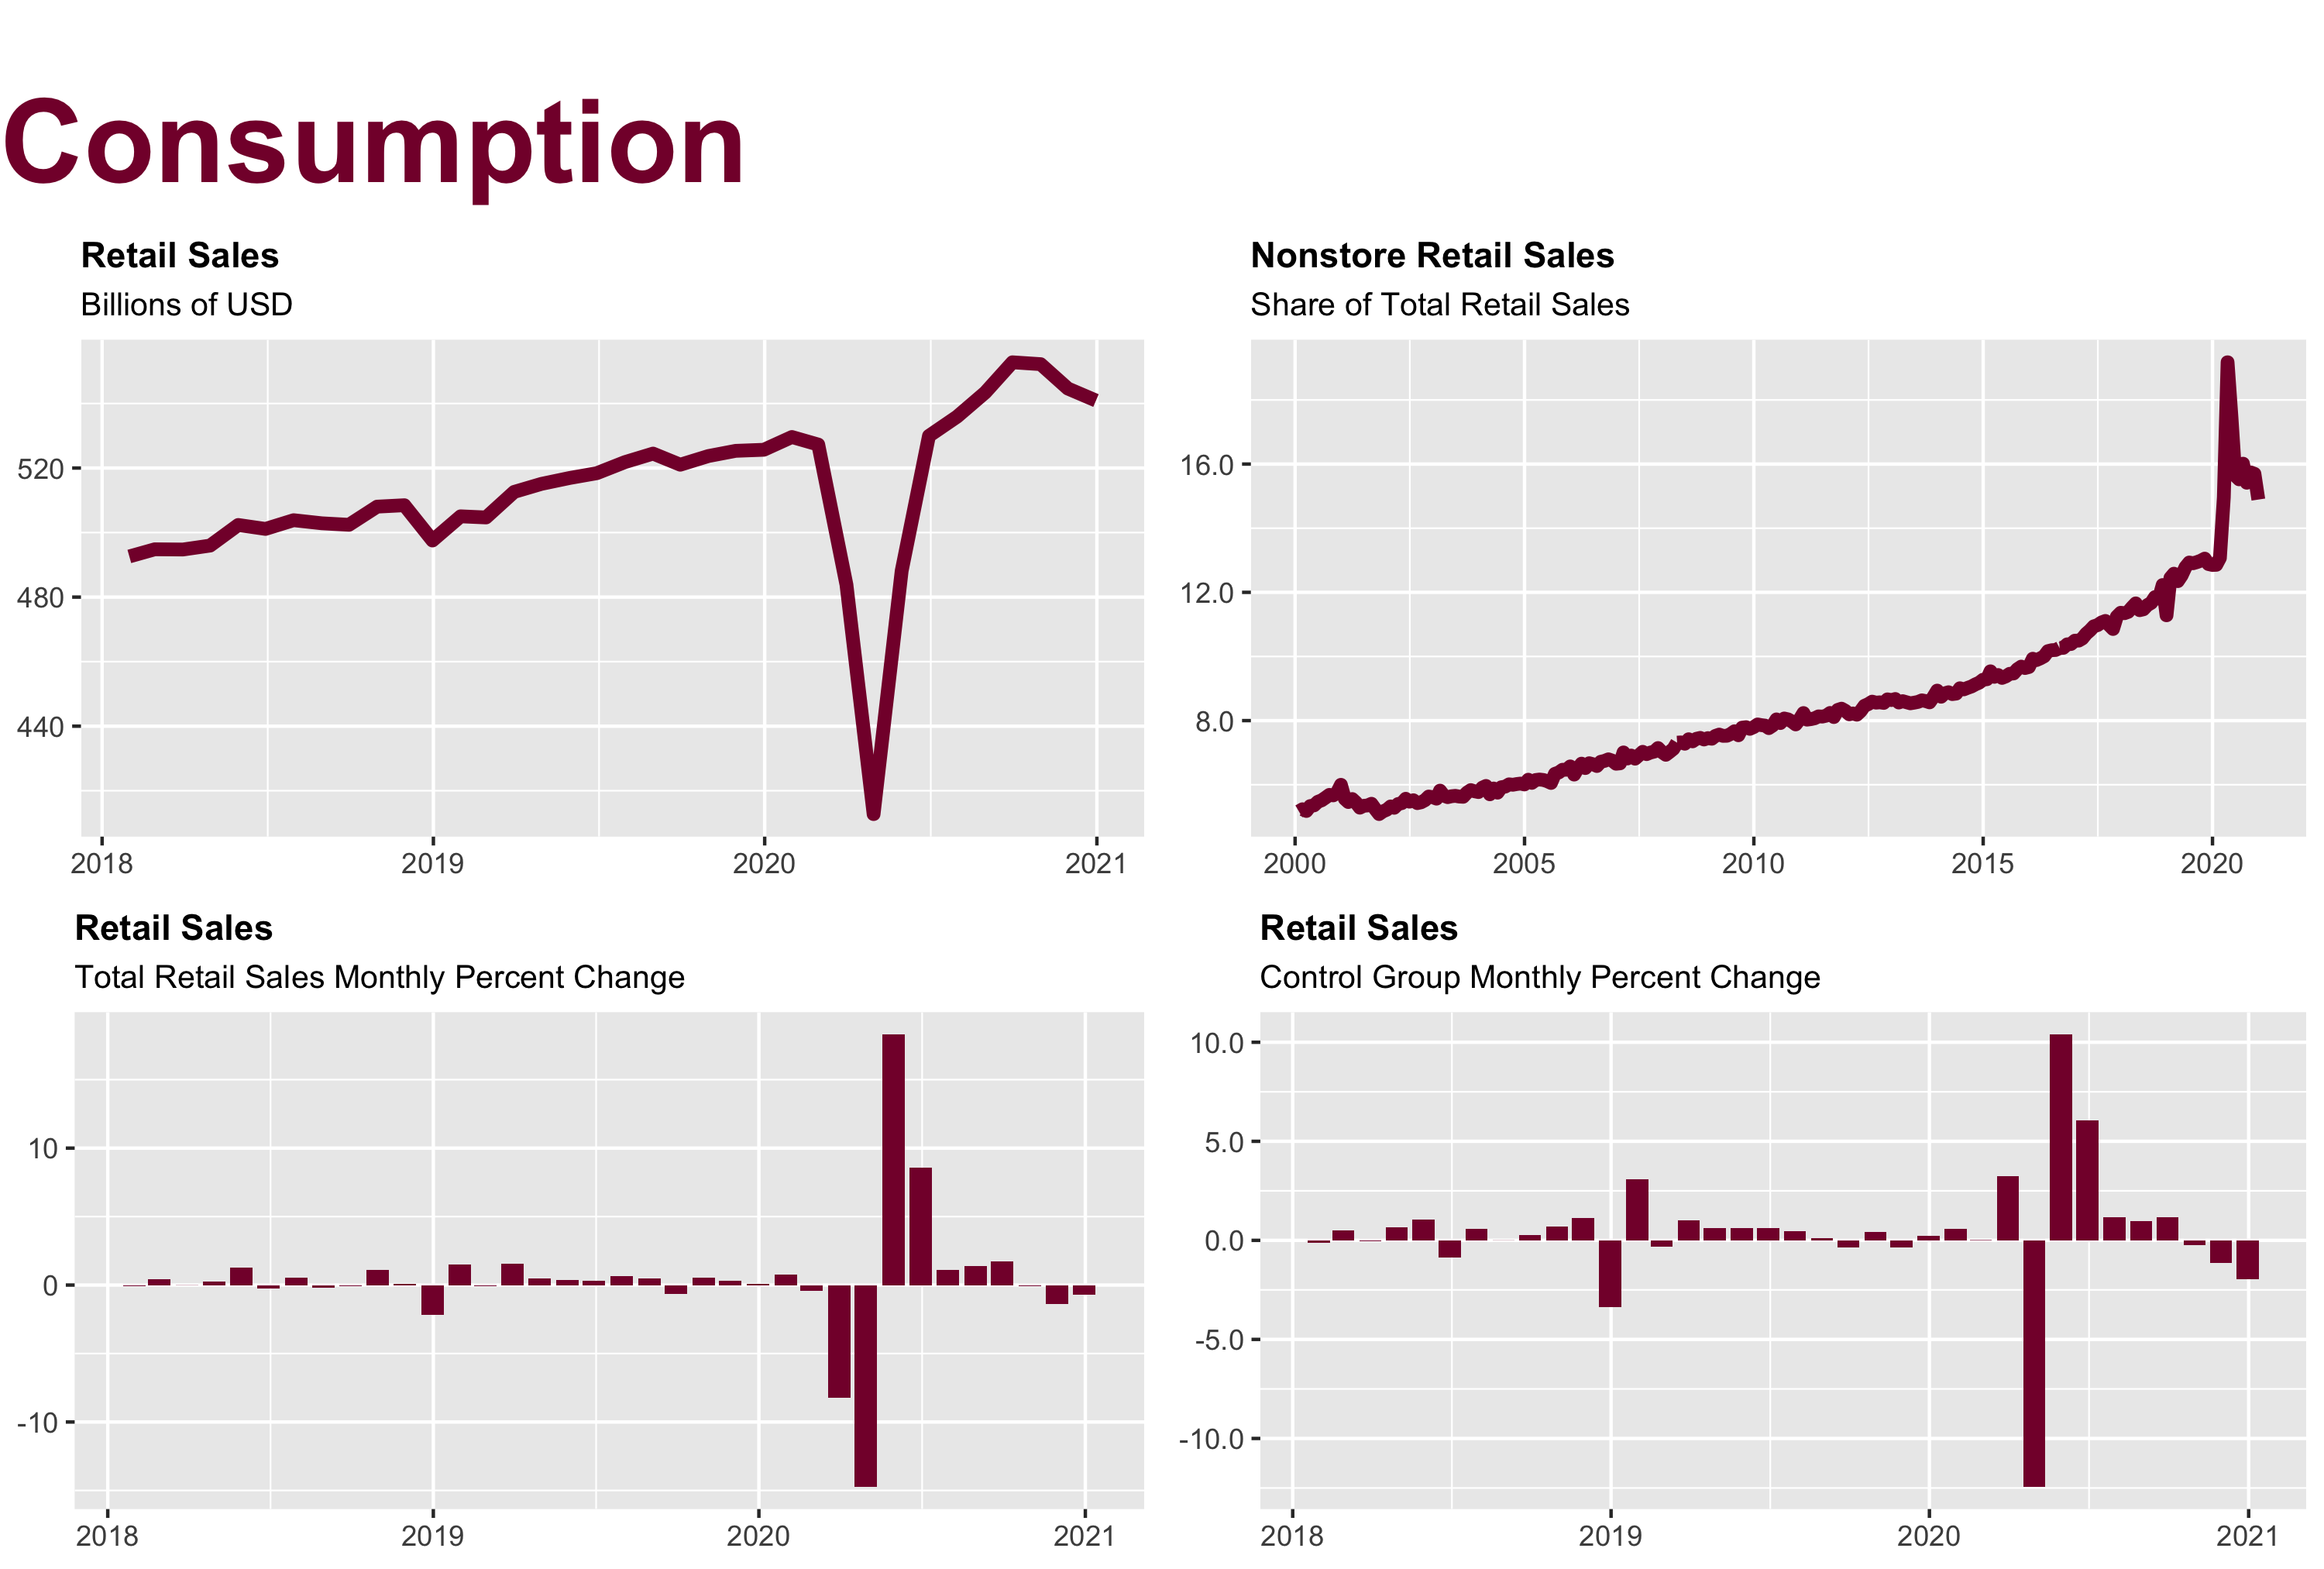 Consumption
Retail Sales
Billions of USD
520
480
440
2018 2019 2020 2021
Nonstore Retail Sales
Share of Total Retail Sales
16.0
12.0
8.0
2000 2005 2010 2015 2020
Retail Sales
Total Retail Sales Monthly Percent Change
10
0
-10
2018 2019 2020 2021
Retail Sales
Control Group Monthly Percent Change
10.0
5.0
0.0
-5.0
-10.0
2018 2019 2020 2021